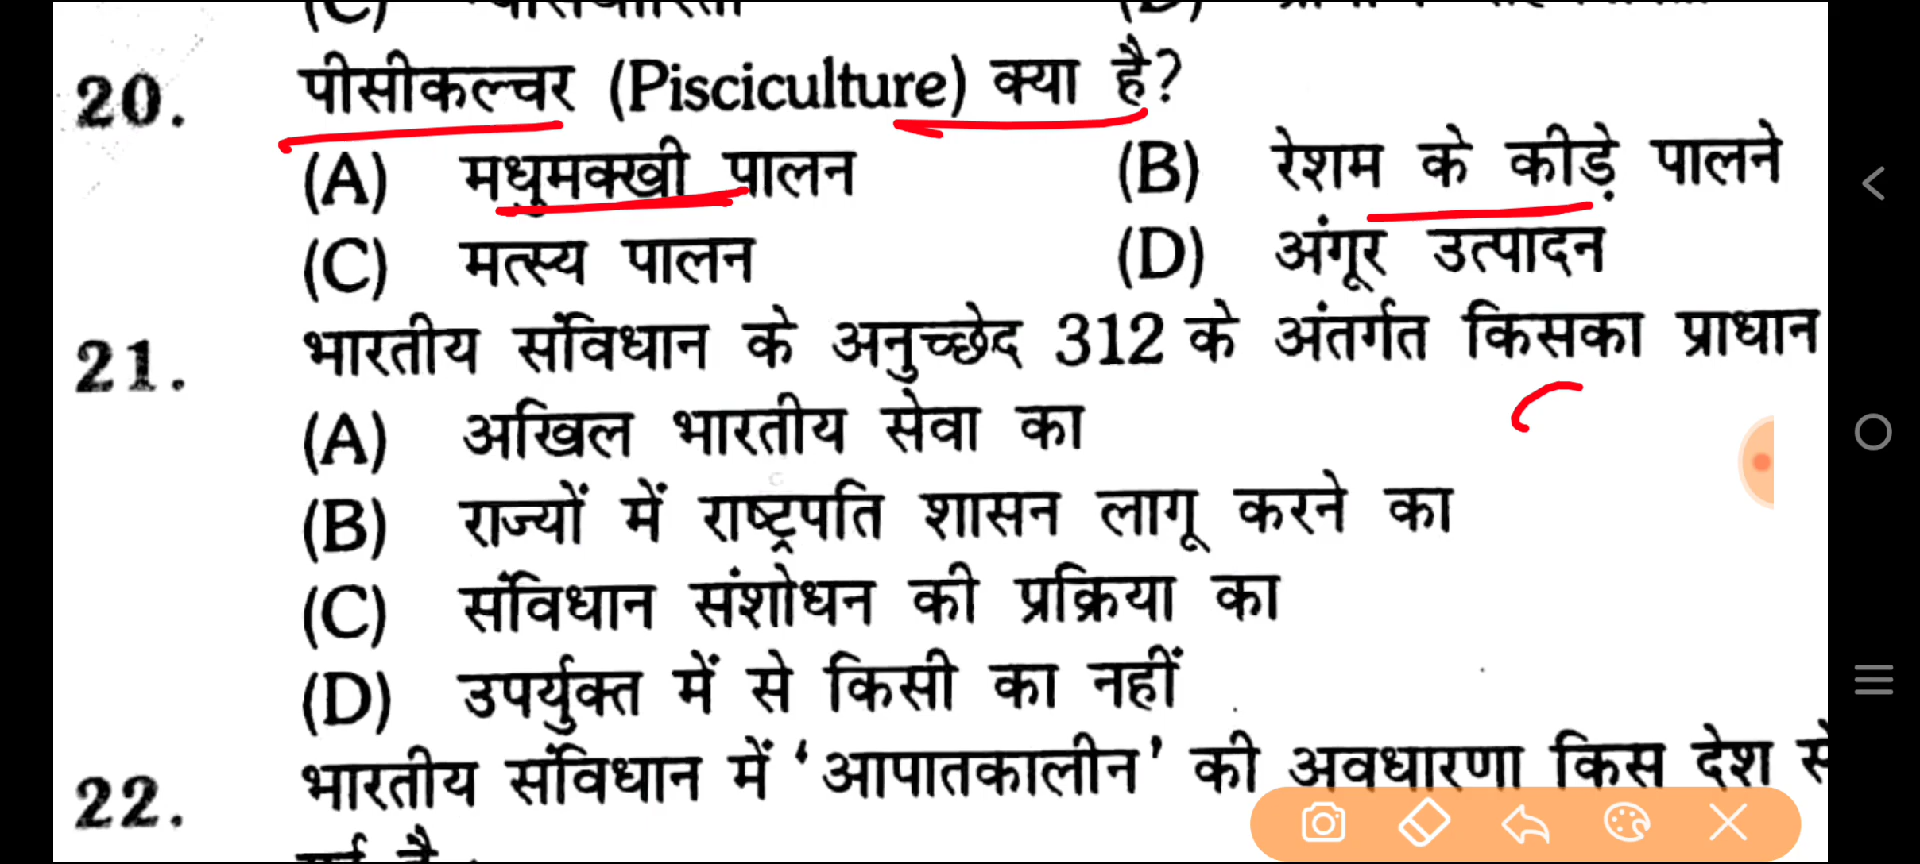 20. पीसीकल्चर (Pisciculture) क्या है?
(A) मधुमक्खी पालन (B) रेशम के कीड़े पालने
(C) मत्स्य पालन (D) अंगूर उत्पादन
21. भारतीय संविधान के अनुच्छेद 312 के अंतर्गत किसका प्राधान
(A) अखिल भारतीय सेवा का
(B) राज्यों में राष्ट्रपति शासन लागू करने का
(C) संविधान संशोधन की प्रक्रिया का
(D) उपर्युक्त में से किसी का नहीं
22. भारतीय संविधान में ‘आपातकालीन’ की अवधारणा किस देश से